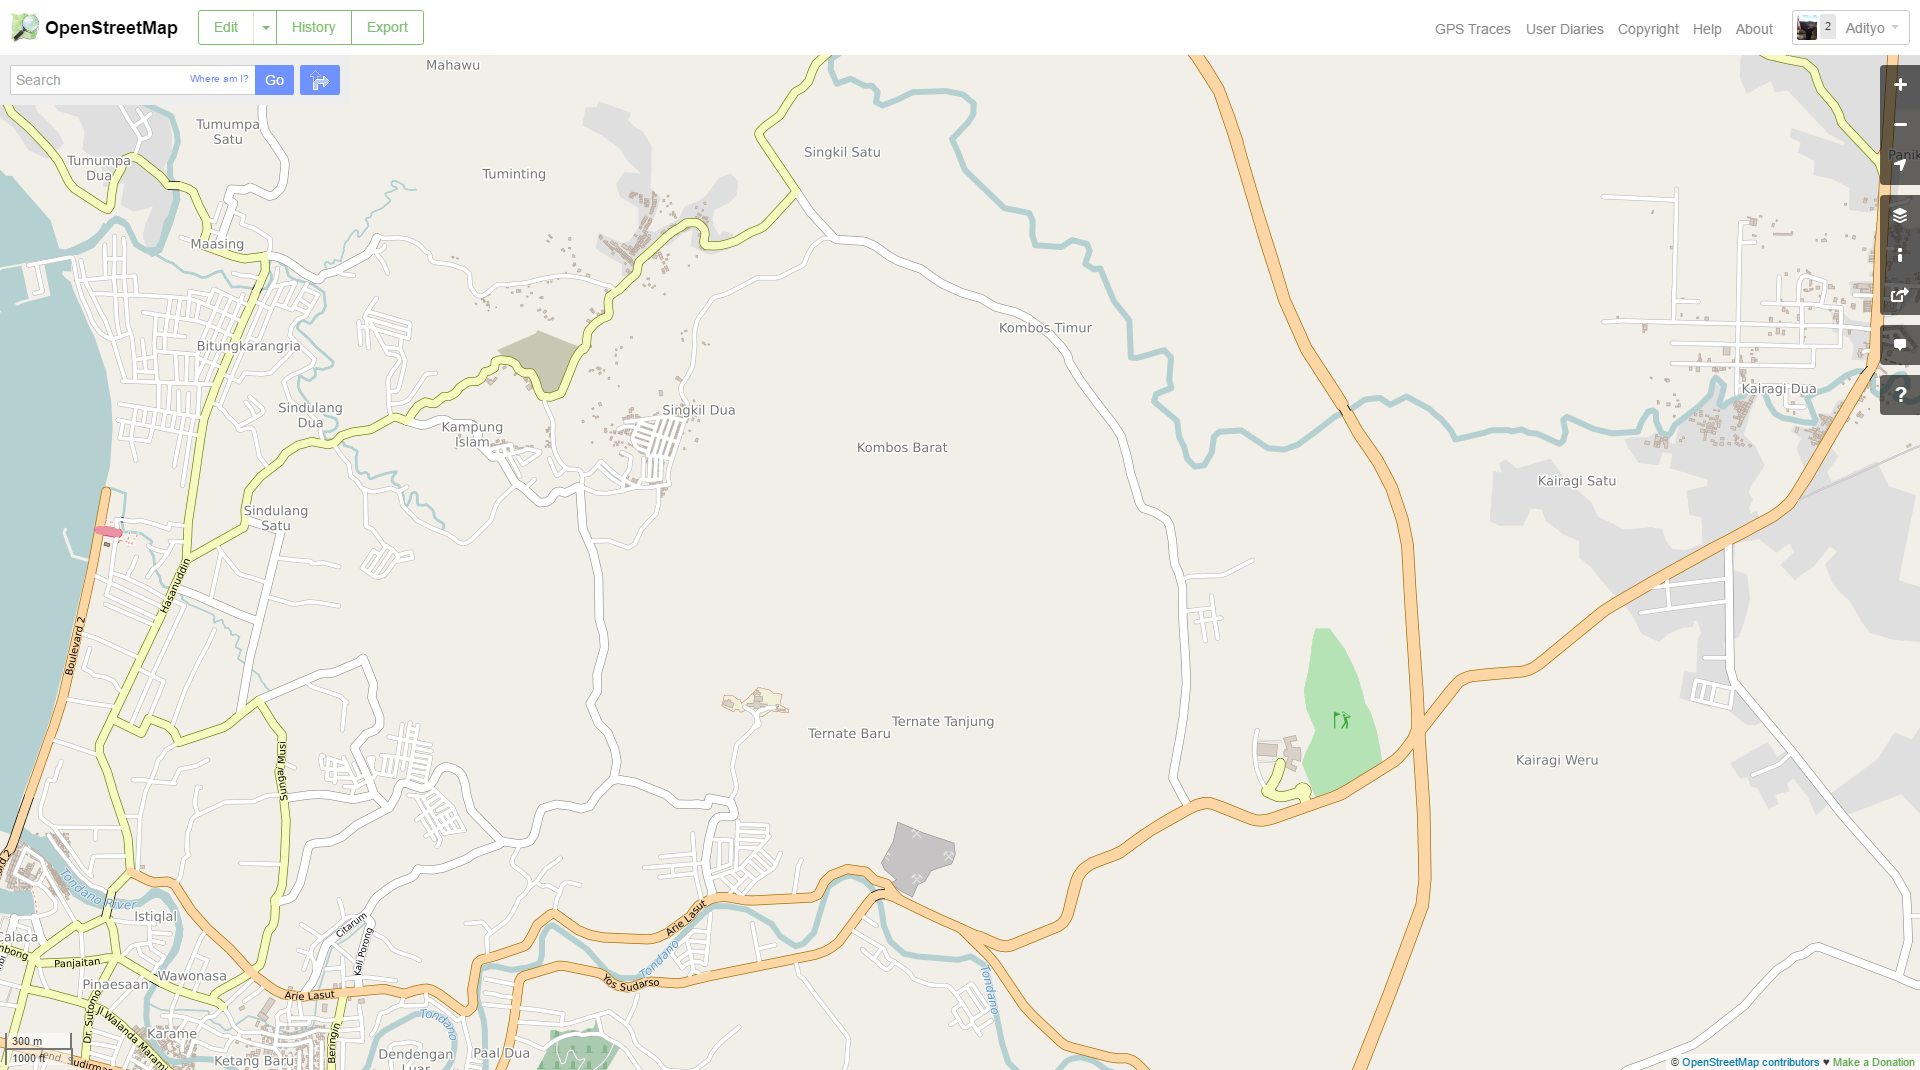 OpenStreetMap
Edit
History
Export
GPS Traces
User Diaries
Copyright
Help
About
2
Adityo
Search
Where am I?
Go
Mahawu
Tumumpa
Satu
Tumumpa
Dua
Tuminting
Singkil Satu
Maasing
Bitungkarangria
Kombos Timur
Kairagi Dua
Sindulang
Dua
Kampung
Islam
Singkil Dua
Kombos Barat
Kairagi Satu
Sindulang
Satu
Hasanuddin
Boulevard 2
Sungai Musi
Ternate Baru
Ternate Tanjung
Kairagi Weru
Tondano River
Istiqlal
Calaca
Citarum
Kali Porong
Panjaitan
Wawonasa
Pinaesaan
Dr. Sutomo
Arie Lasut
Arie Lasut
Tondano
Yos Sudarso
Tondano
Tondano
Jl Walanda Maramis
Karame
Beringin
Ketang Baru
Dendengan
Luar
Paal Dua
300 m
1000 ft
?
© OpenStreetMap contributors ♥ Make a Donation